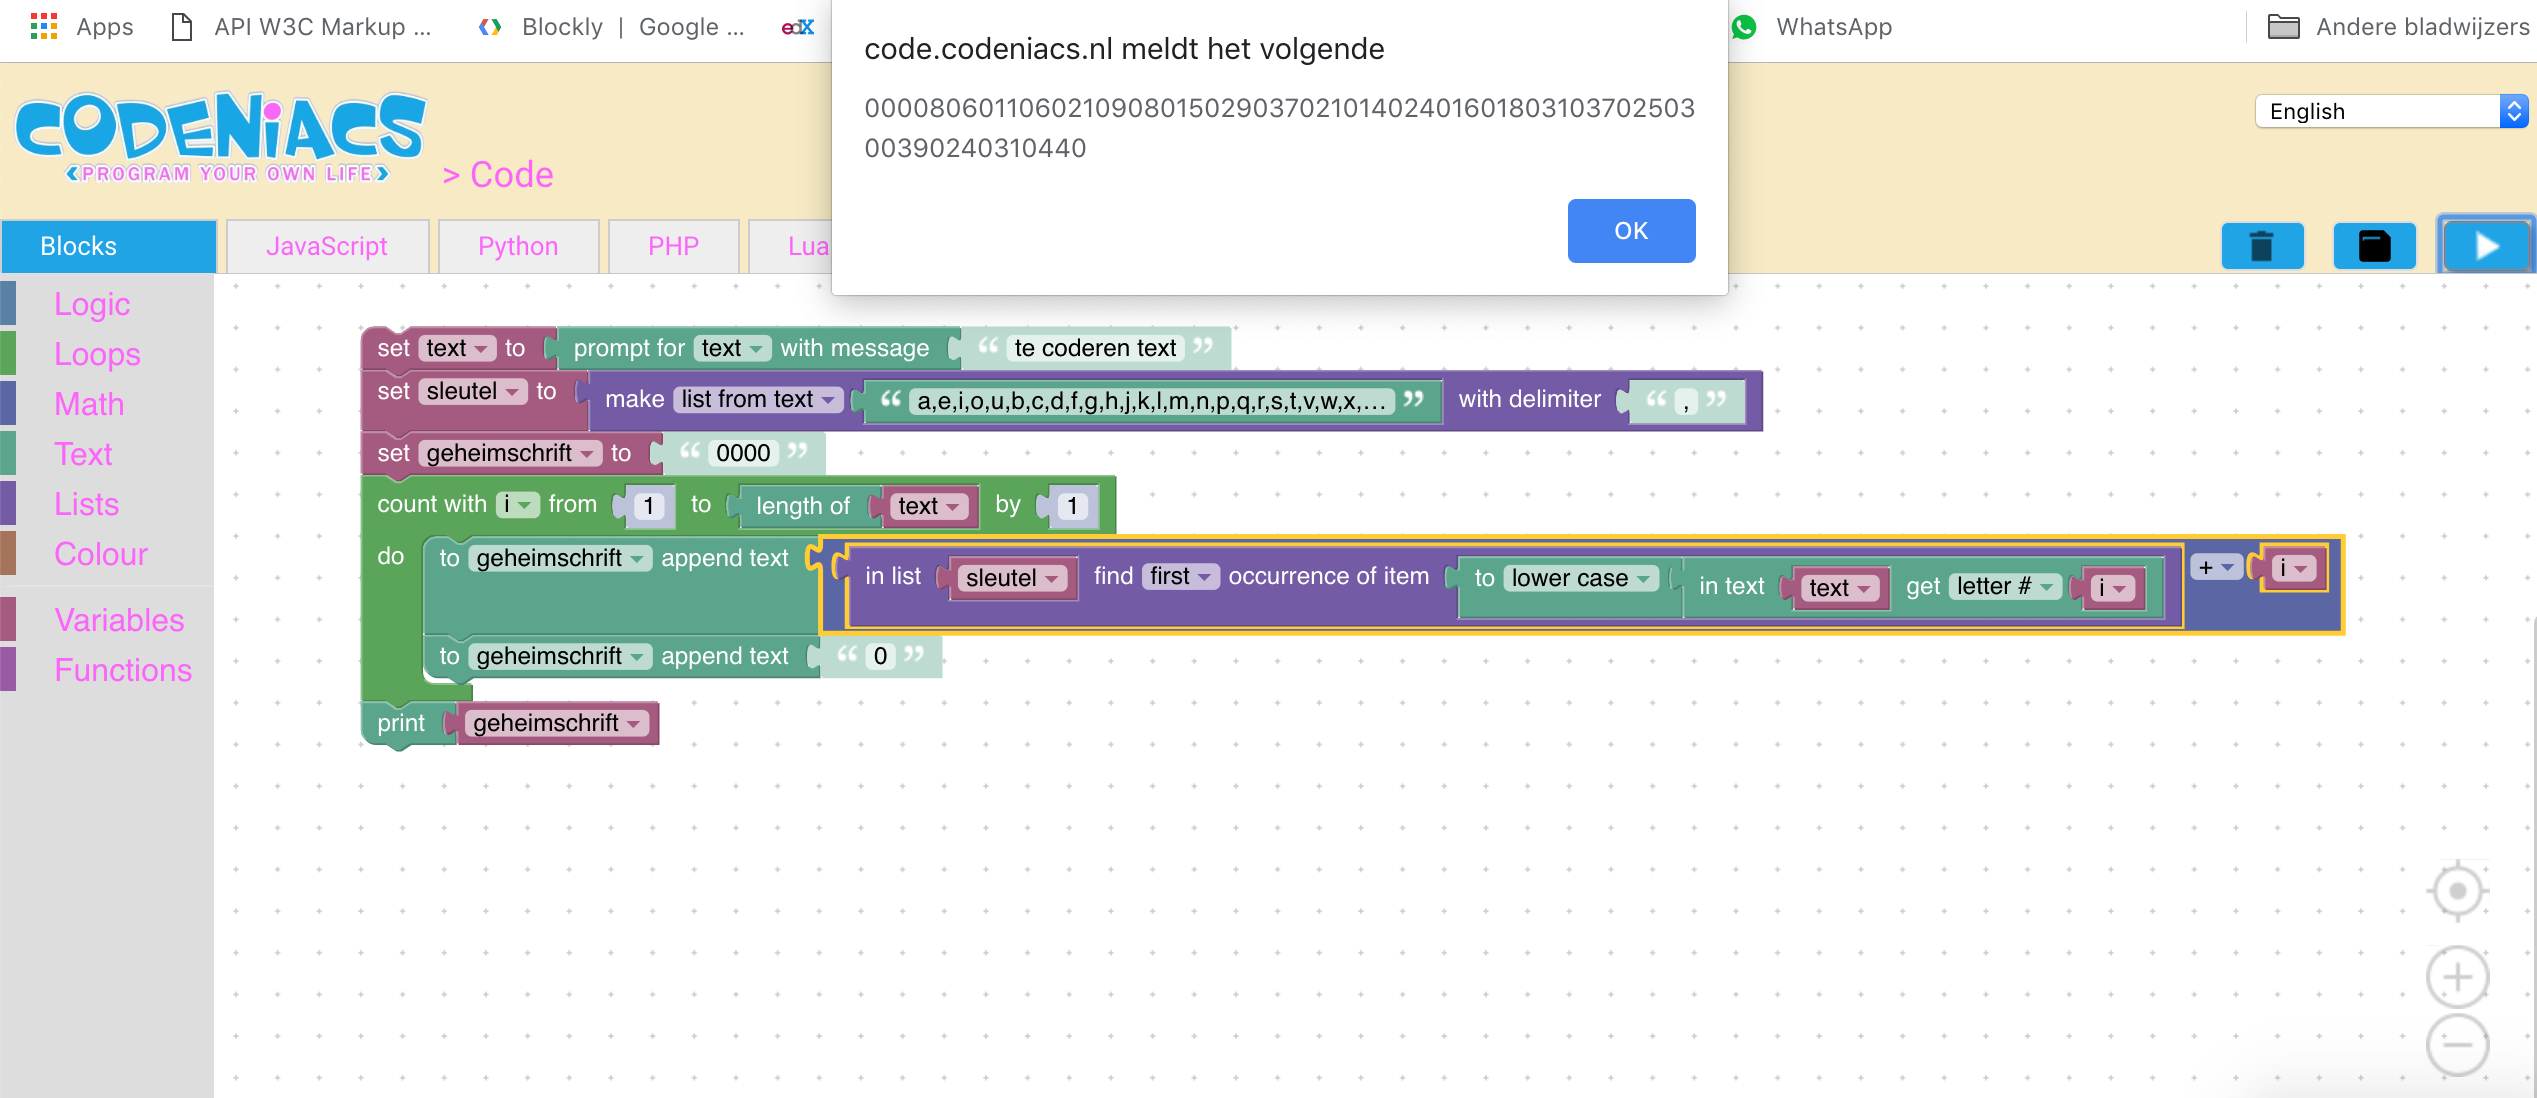 Apps
API W3C Markup ...
Blockly | Google ...
edX
WhatsApp
Andere bladwijzers
code.codeniacs.nl meldt het volgende
000080601106021090801502903702101402401601803103702503
00390240310440
OK
CODENiACS
<PROGRAM YOUR OWN LIFE>
> Code
English
Blocks
JavaScript
Python
PHP
Lua
Logic
Loops
Math
Text
Lists
Colour
Variables
Functions
set text to prompt for text with message “ te coderen text ”
set sleutel to make list from text “ a,e,i,o,u,b,c,d,f,g,h,j,k,l,m,n,p,q,r,s,t,v,w,x,... ” with delimiter “ , ”
set geheimschrift to “ 0000 ”
count with i from 1 to length of text by 1
do to geheimschrift append text in list sleutel find first occurrence of item to lower case in text text get letter # i + i
to geheimschrift append text “ 0 ”
print geheimschrift